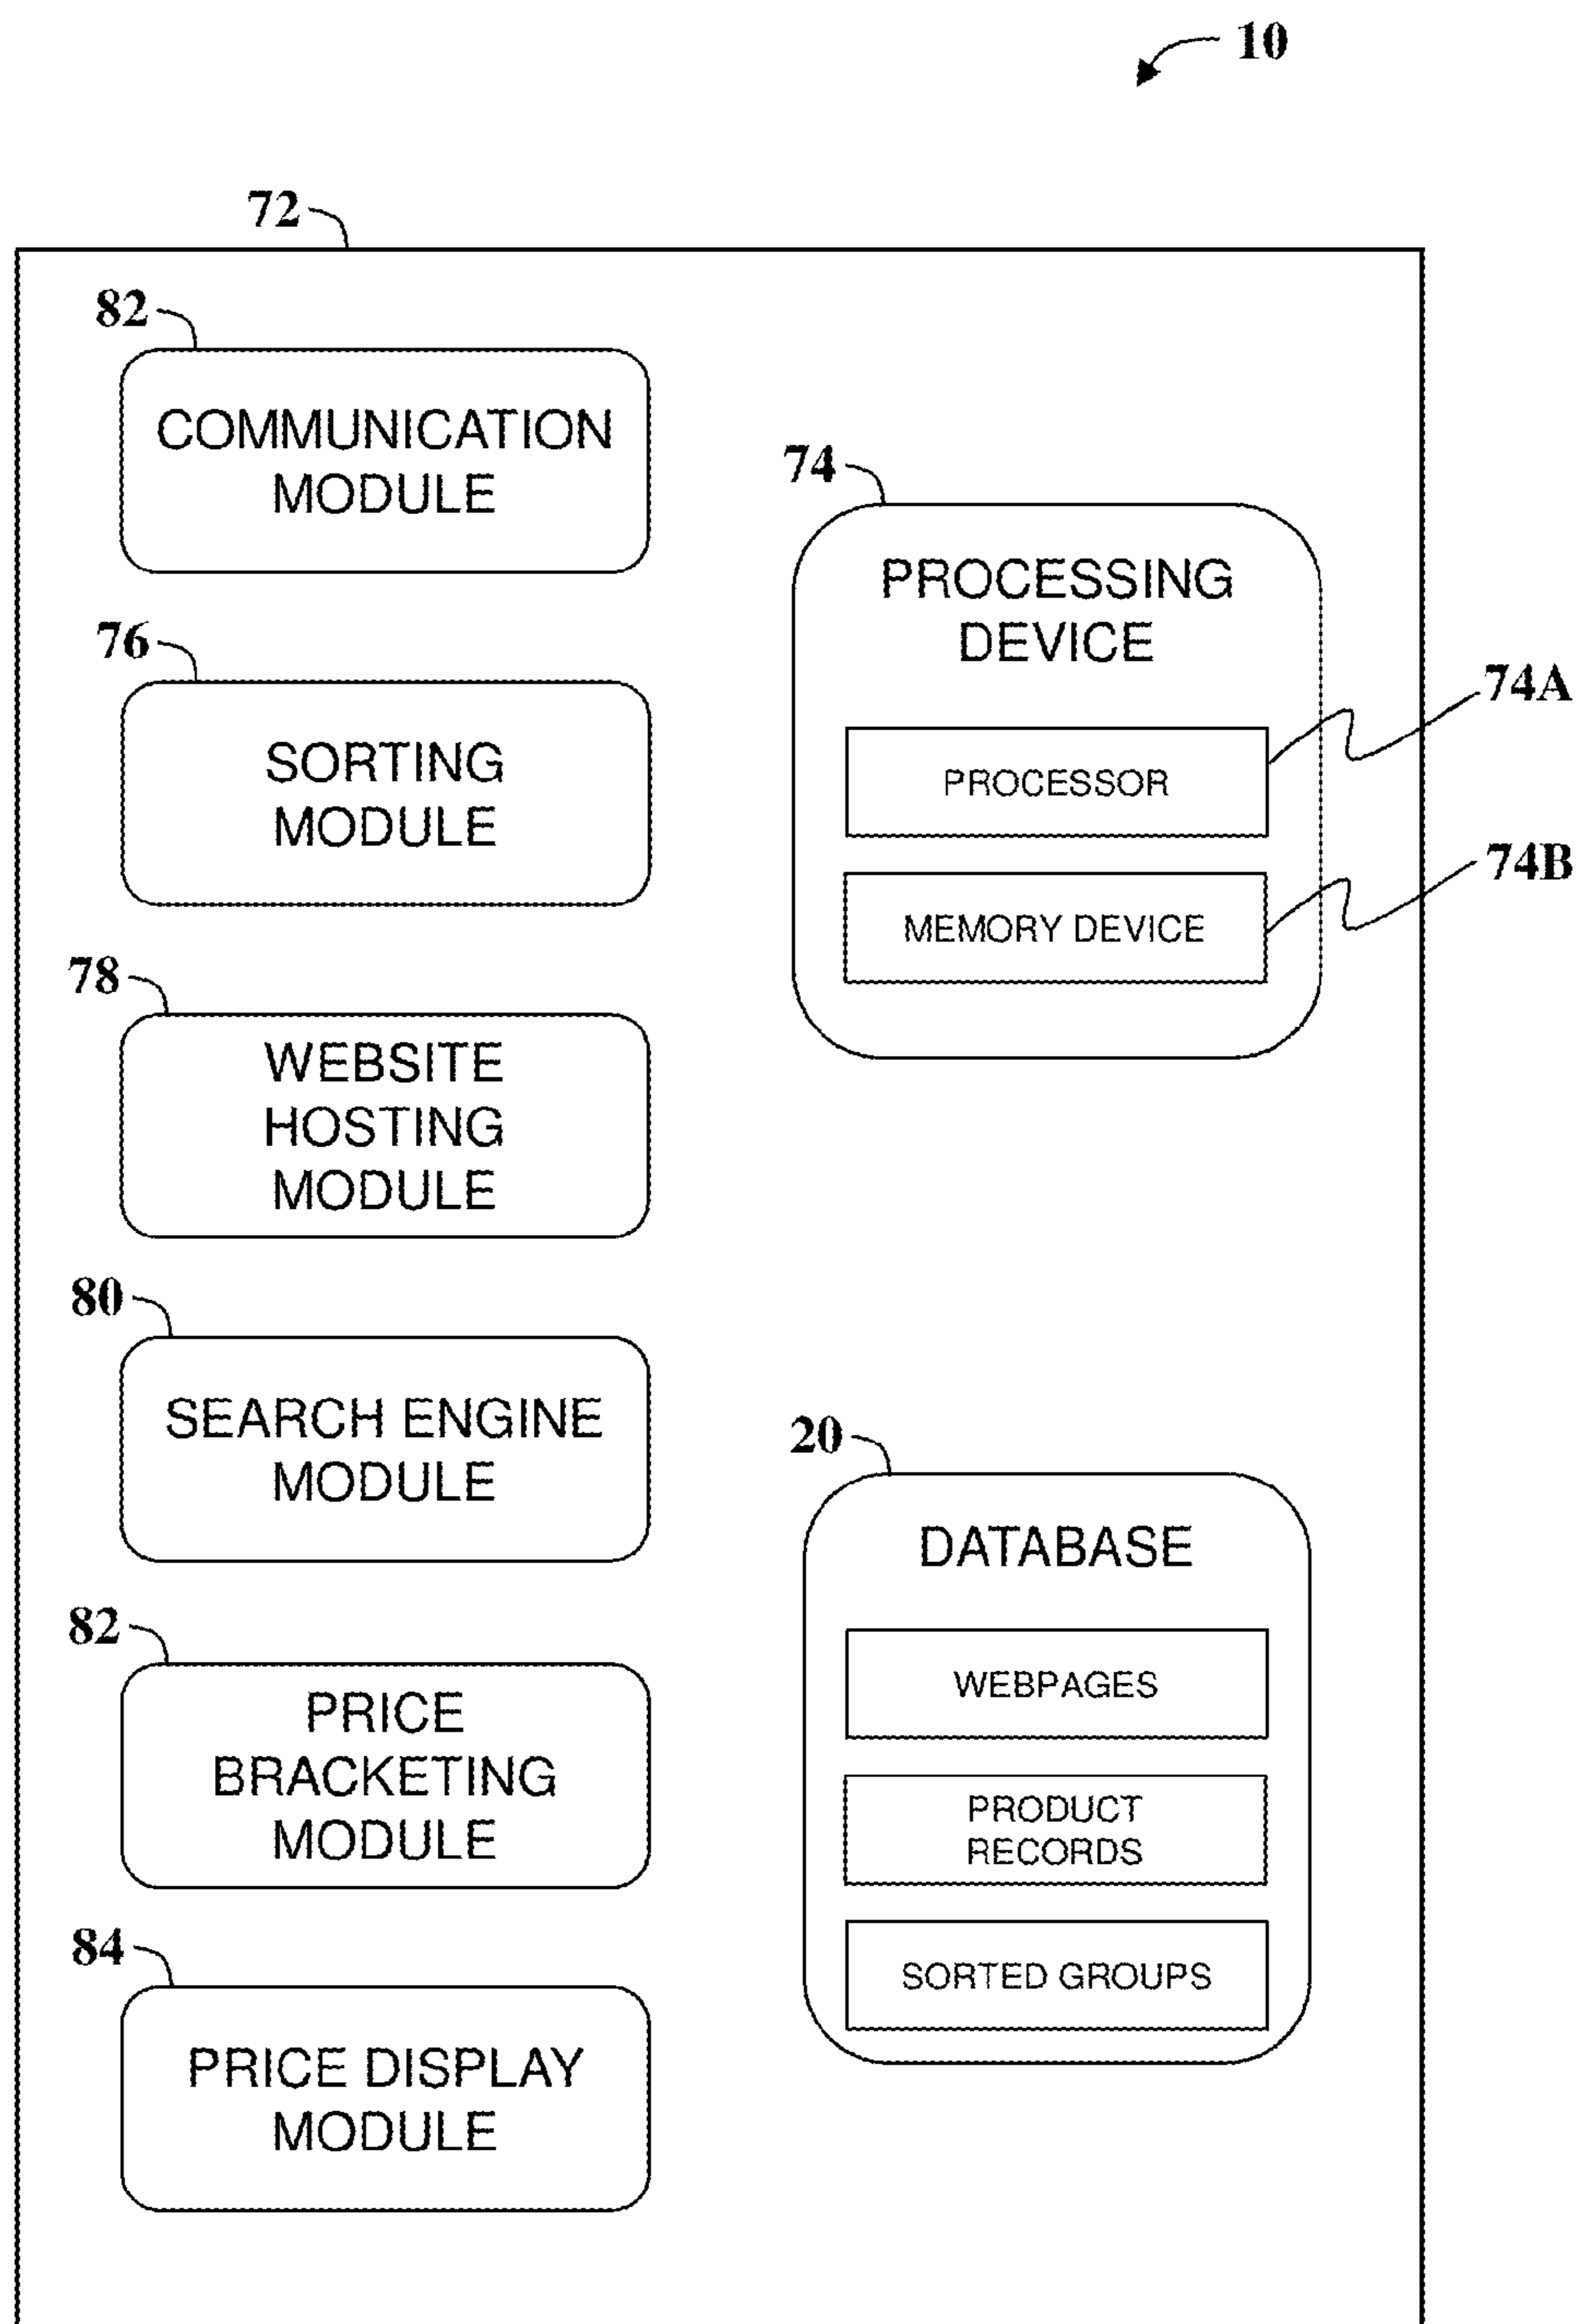 10
72
82
COMMUNICATION
MODULE
76
SORTING
MODULE
78
WEBSITE
HOSTING
MODULE
80
SEARCH ENGINE
MODULE
82
PRICE
BRACKETING
MODULE
84
PRICE DISPLAY
MODULE
74
PROCESSING
DEVICE
PROCESSOR
74A
MEMORY DEVICE
74B
20
DATABASE
WEBPAGES
PRODUCT
RECORDS
SORTED GROUPS